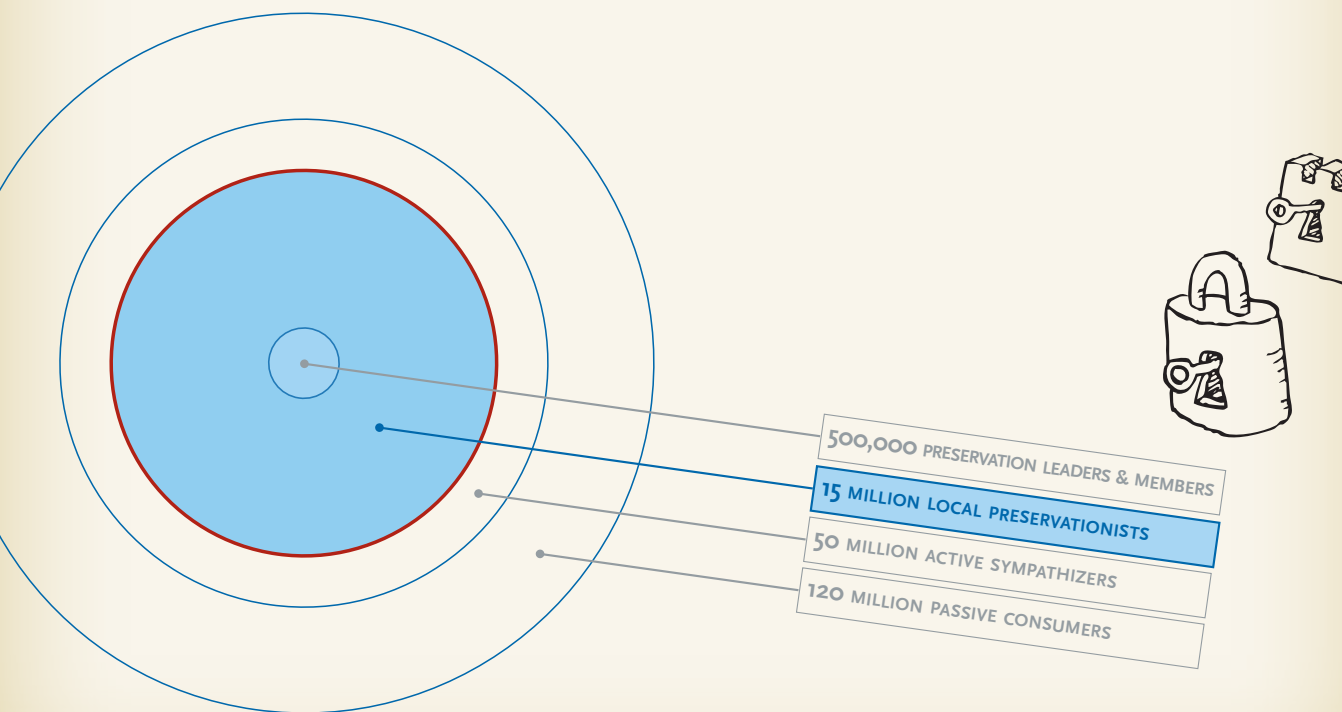 500,000 PRESERVATION LEADERS & MEMBERS
15 MILLION LOCAL PRESERVATIONISTS
50 MILLION ACTIVE SYMPATHIZERS
120 MILLION PASSIVE CONSUMERS